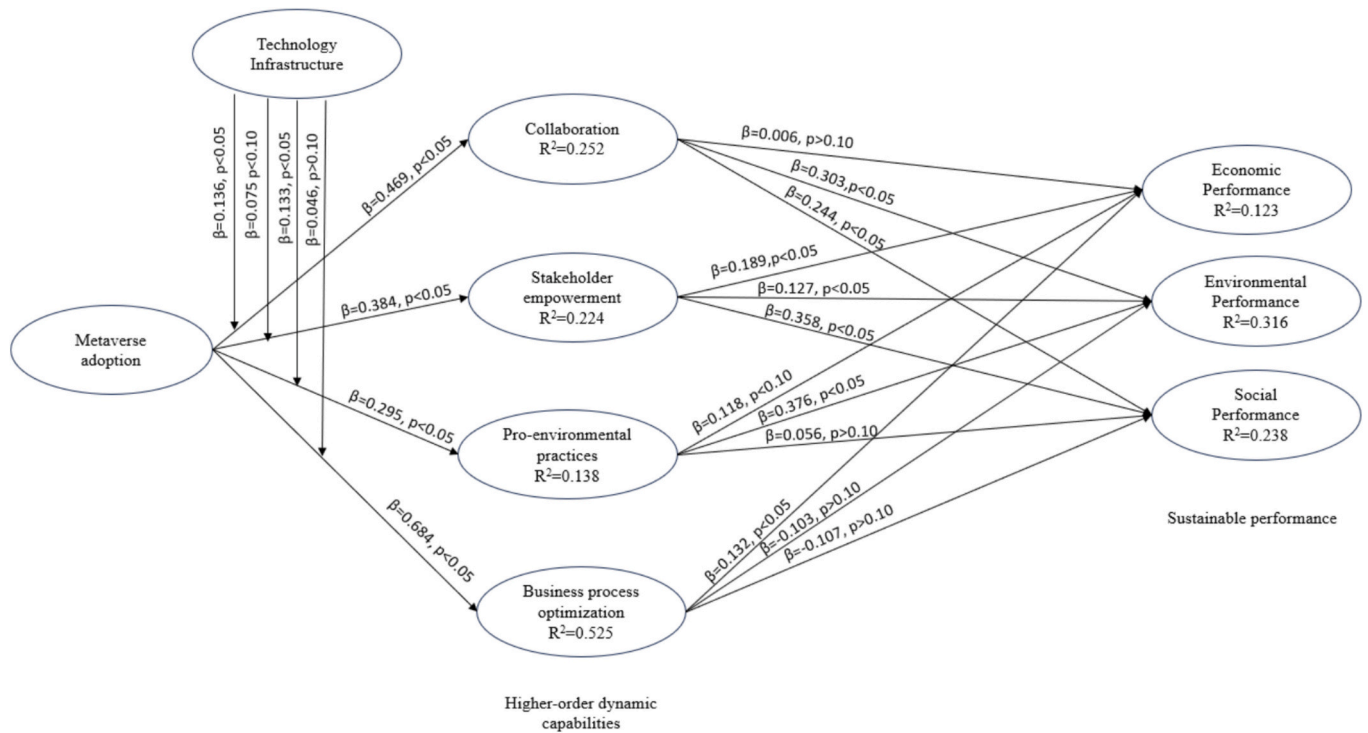 Technology
Infrastructure
β=0.136, p<0.05
β=0.075 p<0.10
β=0.133, p<0.05
β=0.046, p>0.10
Metaverse
adoption
β=0.469, p<0.05
β=0.384, p<0.05
β=0.295, p<0.05
β=0.684, p<0.05
Collaboration
R²=0.252
Stakeholder
empowerment
R²=0.224
Pro-environmental
practices
R²=0.138
Business process
optimization
R²=0.525
Higher-order dynamic
capabilities
β=0.006, p>0.10
β=0.303,p<0.05
β=0.244, p<0.05
β=0.189,p<0.05
β=0.127, p<0.05
β=0.358, p<0.05
β=0.118, p<0.10
β=0.376, p<0.05
β=0.056, p>0.10
β=0.132, p<0.05
β=-0.103, p>0.10
β=-0.107, p>0.10
Economic
Performance
R²=0.123
Environmental
Performance
R²=0.316
Social
Performance
R²=0.238
Sustainable performance